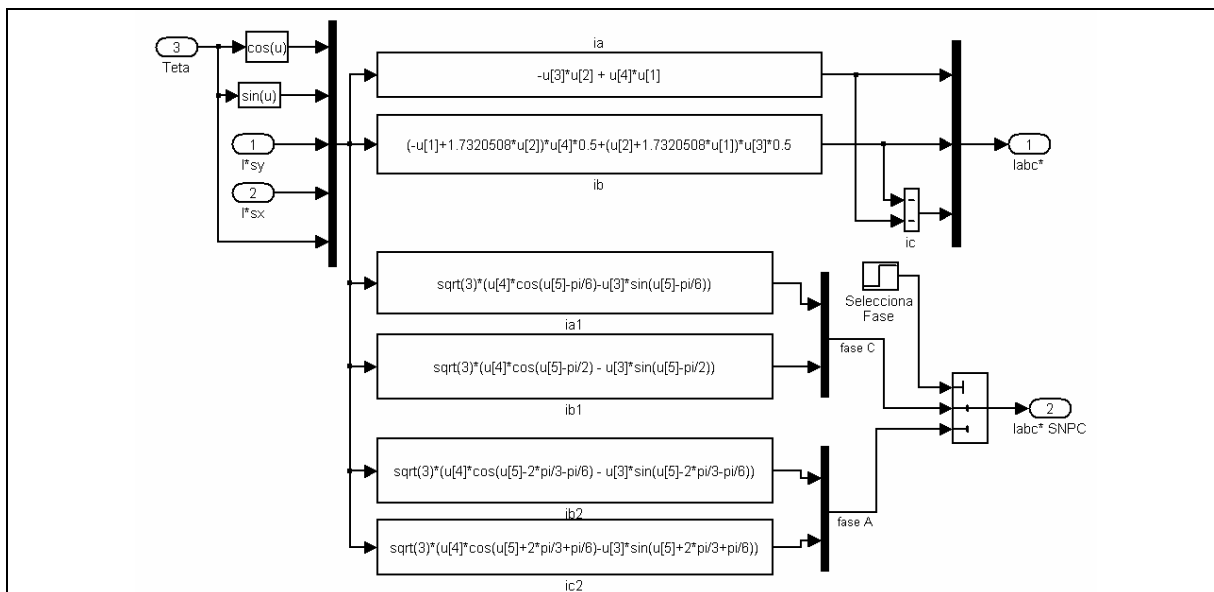 3
Teta
cos(u)
sin(u)
1
I*sy
2
I*sx
ia
-u[3]*u[2] + u[4]*u[1]
(-u[1]+1.7320508*u[2])*u[4]*0.5+(u[2]+1.7320508*u[1])*u[3]*0.5
ib
-
-
ic
1
Iabc*
sqrt(3)*(u[4]*cos(u[5]-pi/6)-u[3]*sin(u[5]-pi/6))
ia1
sqrt(3)*(u[4]*cos(u[5]-pi/2) - u[3]*sin(u[5]-pi/2))
ib1
Selecciona
Fase
fase C
sqrt(3)*(u[4]*cos(u[5]-2*pi/3-pi/6) - u[3]*sin(u[5]-2*pi/3-pi/6))
ib2
sqrt(3)*(u[4]*cos(u[5]+2*pi/3+pi/6)-u[3]*sin(u[5]+2*pi/3+pi/6))
ic2
fase A
2
Iabc* SNPC